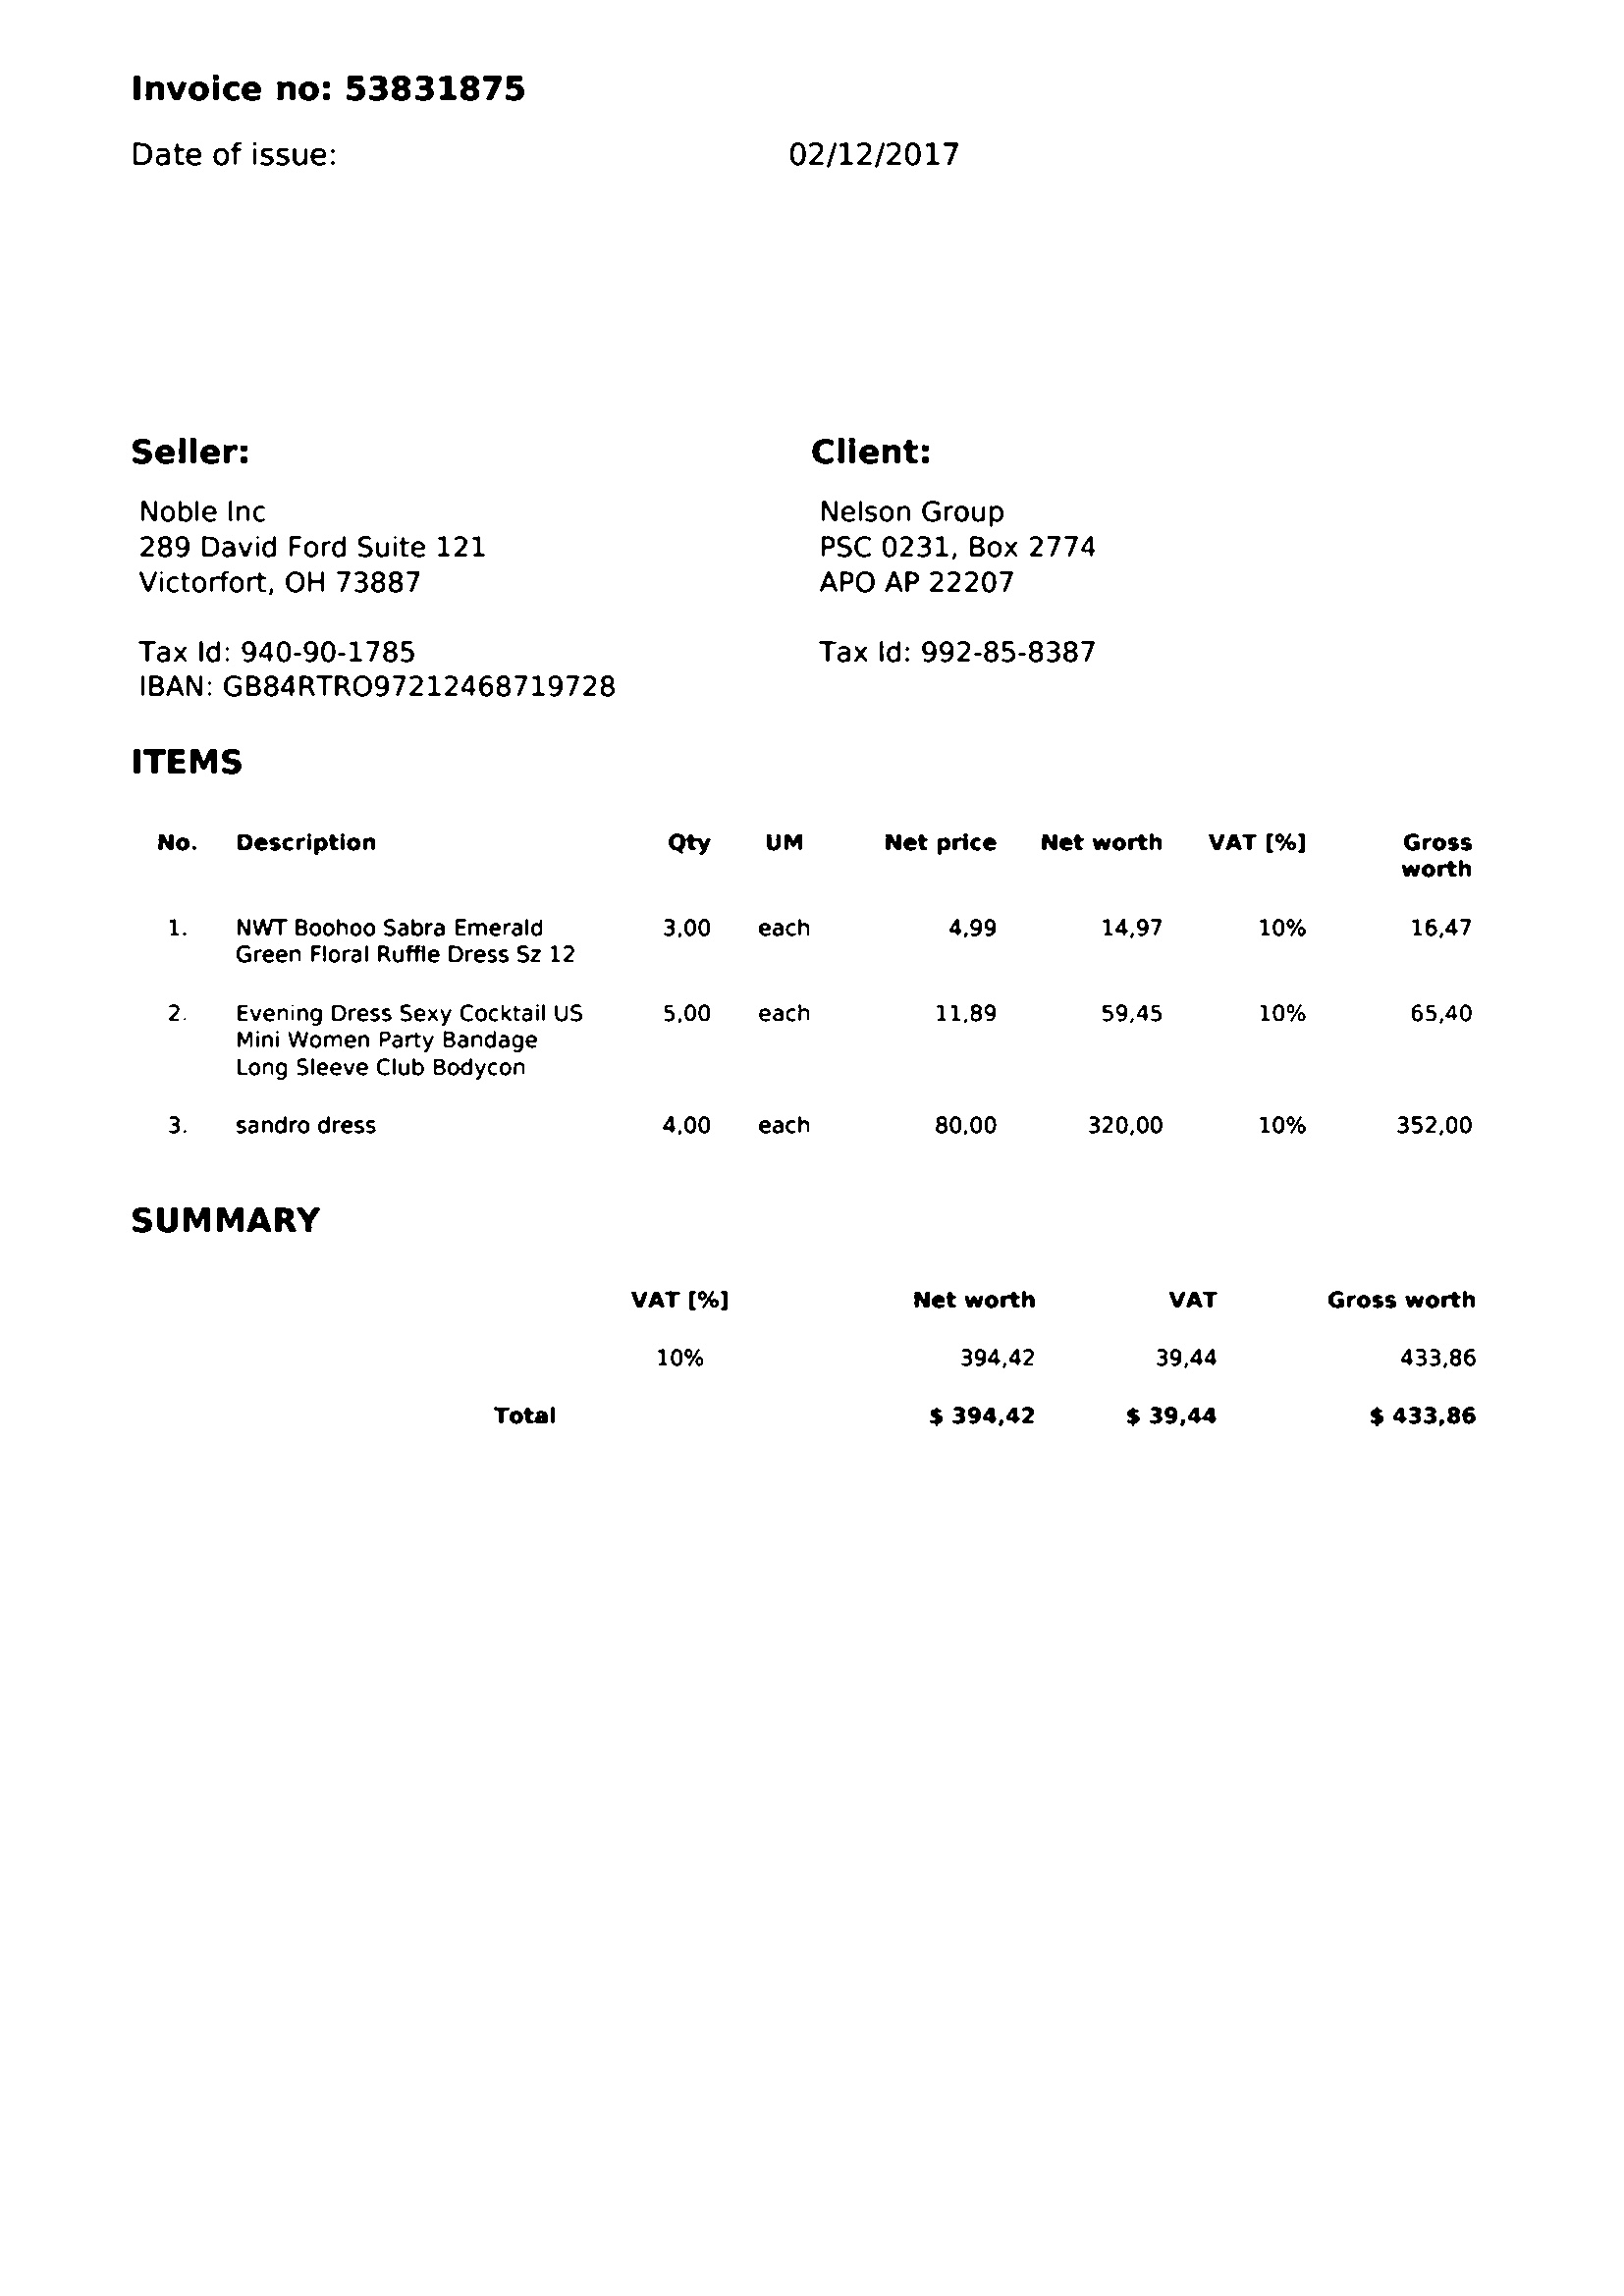 Invoice no: 53831875
Date of issue: 02/12/2017
Seller: Client:
Noble Inc Nelson Group
289 David Ford Suite 121 PSC 0231, Box 2774
Victorfort, OH 73887 APO AP 22207
Tax Id: 940-90-1785 Tax Id: 992-85-8387
IBAN: GB84RTRO97212468719728
ITEMS
No. Description Qty UM Net price Net worth VAT [%] Gross
worth
1. NWT Boohoo Sabra Emerald 3,00 each 4,99 14,97 10% 16,47
Green Floral Ruffle Dress Sz 12
2. Evening Dress Sexy Cocktail US 5,00 each 11,89 59,45 10% 65,40
Mini Women Party Bandage
Long Sleeve Club Bodycon
3. sandro dress 4,00 each 80,00 320,00 10% 352,00
SUMMARY
VAT [%] Net worth VAT Gross worth
10% 394,42 39,44 433,86
Total $ 394,42 $ 39,44 $ 433,86